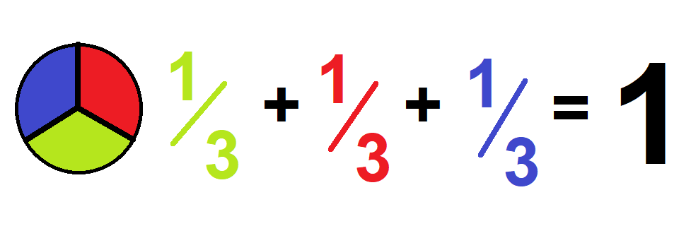 1/3 + 1/3 + 1/3 = 1